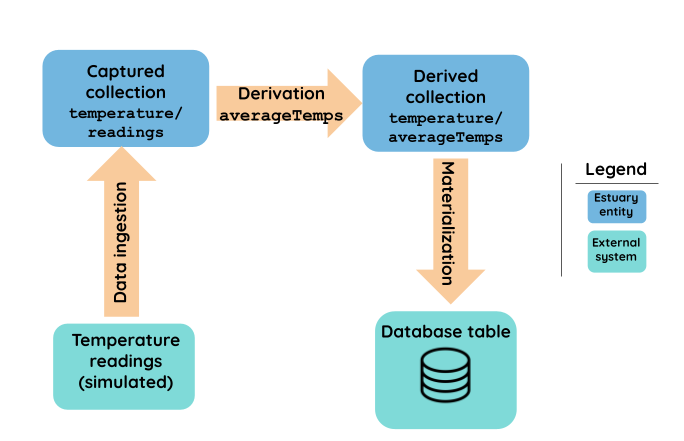 Captured
collection
temperature/
readings
Derivation
averageTemps
Derived
collection
temperature/
averageTemps
Data ingestion
Materialization
Temperature
readings
(simulated)
Database table
Legend
Estuary
entity
External
system